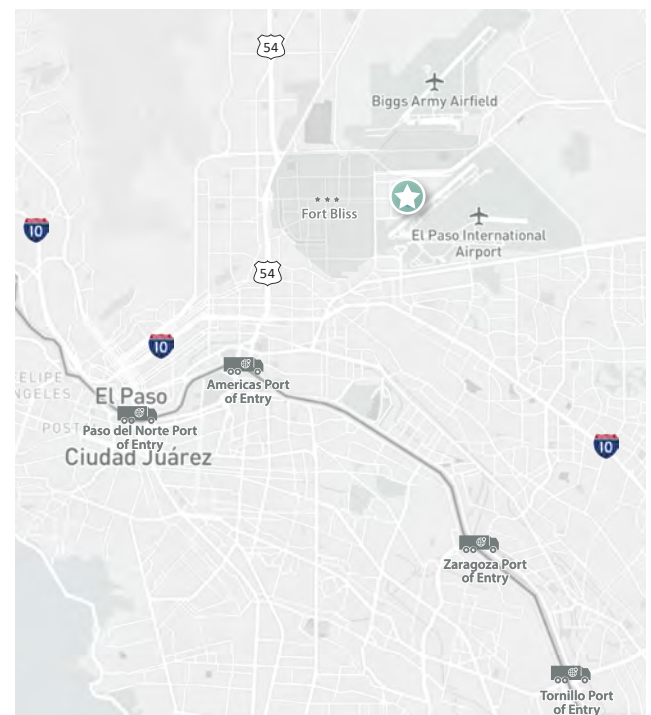 54
Biggs Army Airfield
Fort Bliss
10
El Paso International
Airport
54
10
Americas Port
of Entry
El Paso
Paso del Norte Port
of Entry
Ciudad Juárez
10
Zaragoza Port
of Entry
Tornillo Port
of Entry